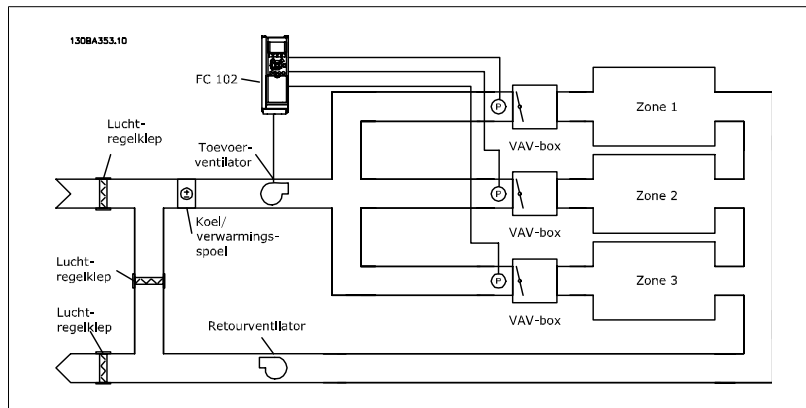 130BA353.10
FC 102
Lucht-
regelklep
Toevoer-
ventilator
P
Zone 1
VAV-box
P
Zone 2
VAV-box
Koel/
verwarmings-
spoel
Lucht-
regelklep
P
Zone 3
VAV-box
Lucht-
regelklep
Retourventilator